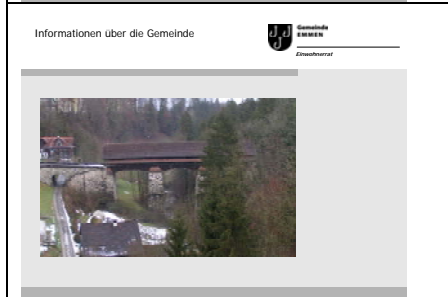 Informationen über die Gemeinde
Gemeinde
EMMEN
Einwohnerrat